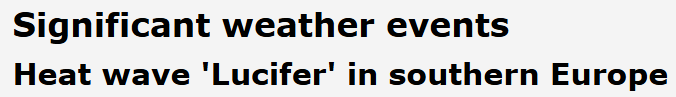 Significant weather events
Heat wave 'Lucifer' in southern Europe